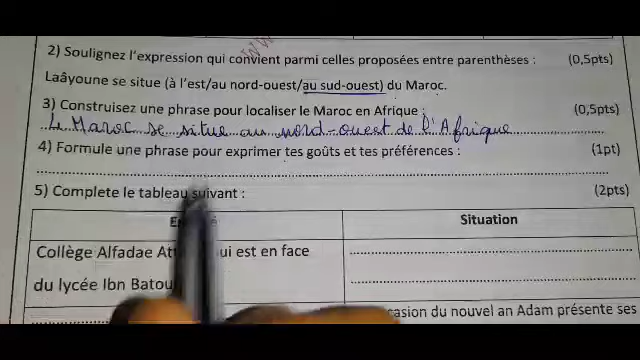 www
2) Soulignez l'expression qui convient parmi celles proposées entre parenthèses : (0,5pts)
Laâyoune se situe (à l'est/au nord-ouest/au sud-ouest) du Maroc.
3) Construisez une phrase pour localiser le Maroc en Afrique : (0,5pts)
Le Maroc se situe au nord-ouest de l'Afrique
4) Formule une phrase pour exprimer tes goûts et tes préférences : (1pt)
5) Complete le tableau suivant : (2pts)
Situation
Collège Alfadae ui est en face
du lycée Ibn
du nouvel an Adam présente ses